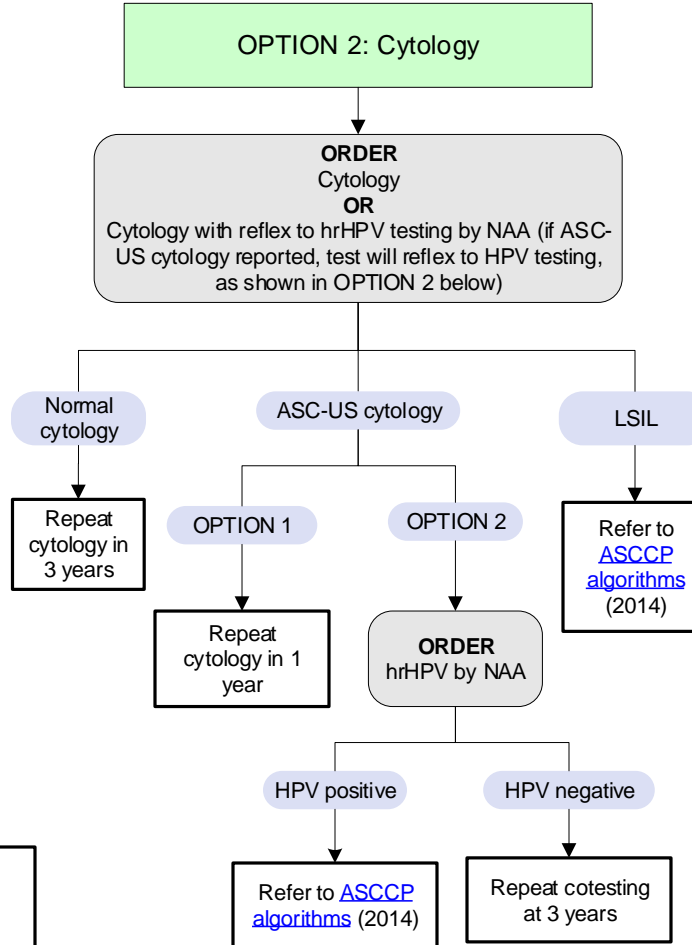 OPTION 2: Cytology
ORDER
Cytology
OR
Cytology with reflex to hrHPV testing by NAA (if ASC-
US cytology reported, test will reflex to HPV testing,
as shown in OPTION 2 below)
Normal
cytology
ASC-US cytology
LSIL
Repeat
cytology in
3 years
OPTION 1
OPTION 2
Refer to
ASCCP
algorithms
(2014)
Repeat
cytology in 1
year
ORDER
hrHPV by NAA
HPV positive
HPV negative
Refer to ASCCP
algorithms (2014)
Repeat cotesting
at 3 years